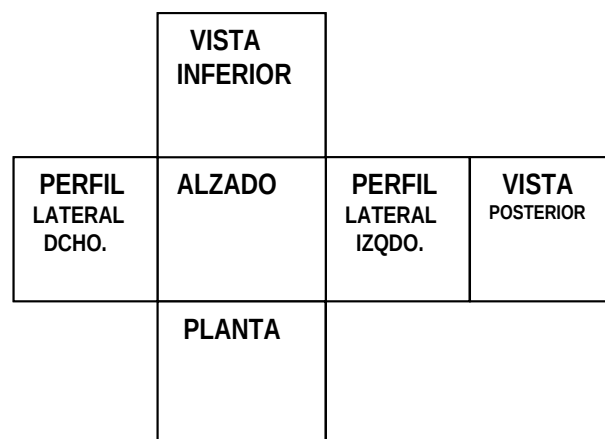 VISTA
INFERIOR
PERFIL
LATERAL
DCHO.
ALZADO
PERFIL
LATERAL
IZQDO.
VISTA
POSTERIOR
PLANTA